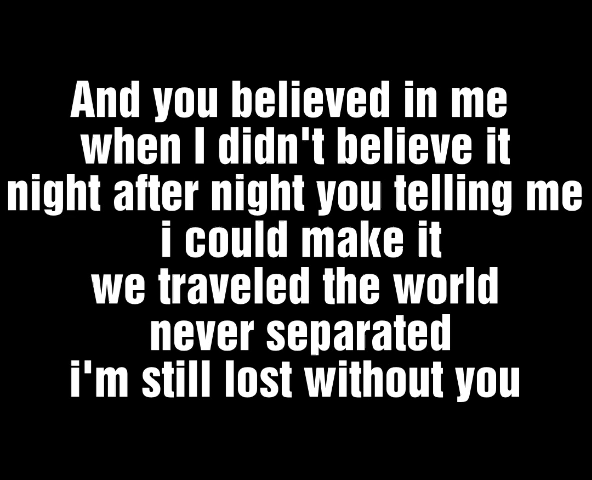 And you believed in me
when I didn't believe it
night after night you telling me
i could make it
we traveled the world
never separated
i'm still lost without you